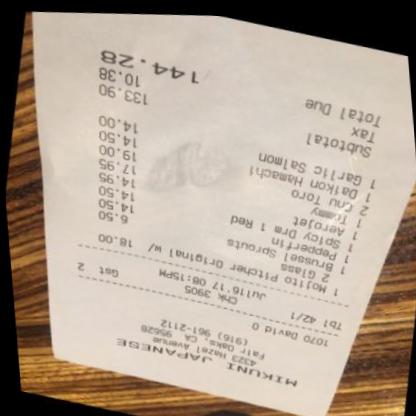 MIKUNI JAPANESE
4323 Hazel Avenue
Fair Oaks, CA 95628
(916) 961-2112
1070 David O
Tbl 42/1 Chk 3905 Gst 2
Jul16'17 08:15PM
1 Mojito Pitcher Original w/ 18.00
2 Glass
1 Brussel Sprouts 6.50
1 Pepperfin 14.50
1 Spicy Drm 1 Red 14.50
1 AeroJet 14.95
1 Tommy 17.95
2 Chu Toro 19.00
1 Daikon Hamachi 14.50
1 Garlic Salmon 14.00
Subtotal 133.90
Tax 10.38
Total Due 144.28